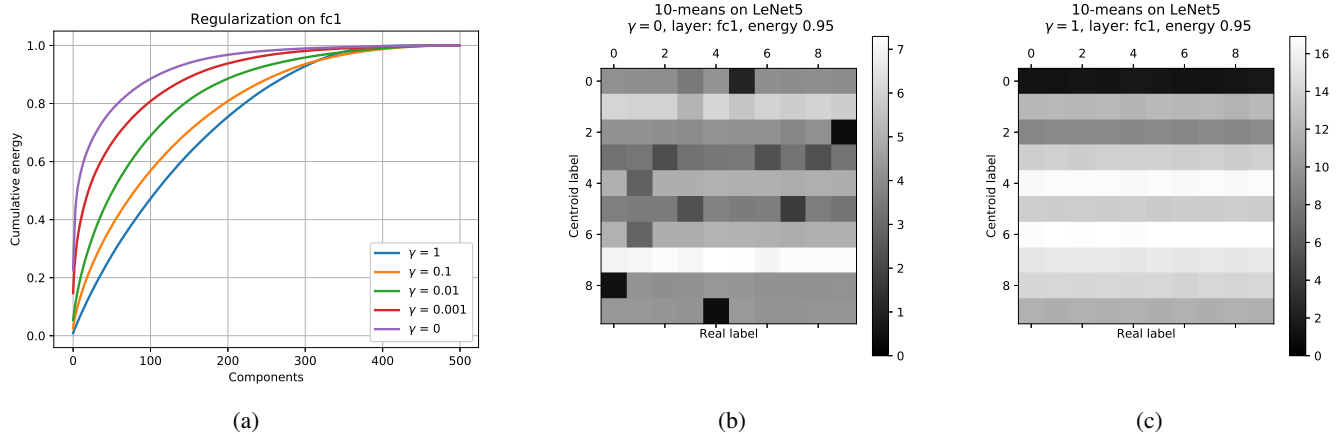 Regularization on fc1
1.0
0.8
0.6
0.4
0.2
0.0
Cumulative energy
0 100 200 300 400 500
Components
γ = 1
γ = 0.1
γ = 0.01
γ = 0.001
γ = 0
(a)
10-means on LeNet5
γ = 0, layer: fc1, energy 0.95
0 2 4 6 8
0
2
4
6
8
Centroid label
Real label
7
6
5
4
3
2
1
0
(b)
10-means on LeNet5
γ = 1, layer: fc1, energy 0.95
0 2 4 6 8
0
2
4
6
8
Centroid label
Real label
16
14
12
10
8
6
4
2
0
(c)